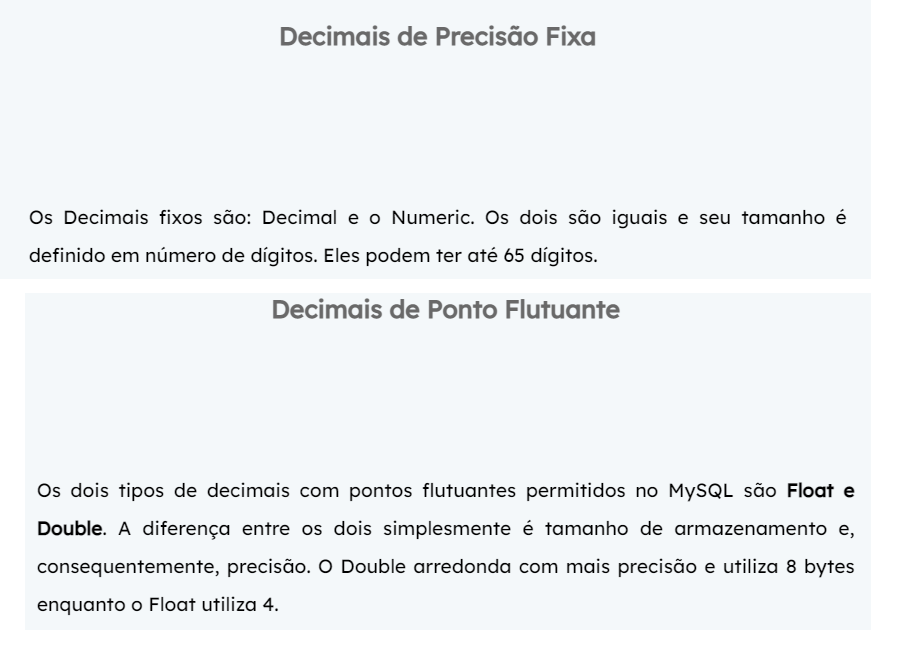 Decimais de Precisão Fixa
Os Decimais fixos são: Decimal e o Numeric. Os dois são iguais e seu tamanho é
definido em número de dígitos. Eles podem ter até 65 dígitos.
Decimais de Ponto Flutuante
Os dois tipos de decimais com pontos flutuantes permitidos no MySQL são Float e
Double. A diferença entre os dois simplesmente é tamanho de armazenamento e,
consequentemente, precisão. O Double arredonda com mais precisão e utiliza 8 bytes
enquanto o Float utiliza 4.